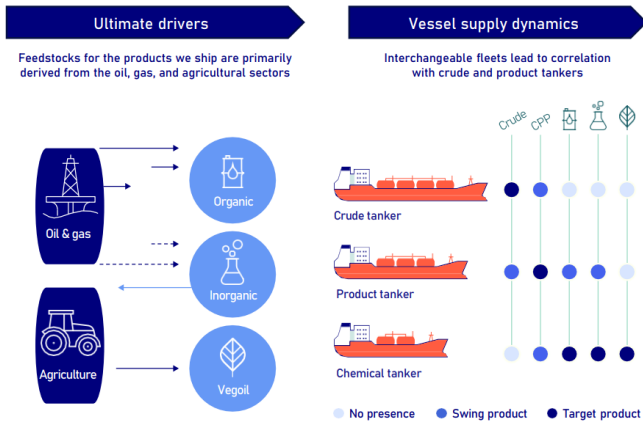 Ultimate drivers
Feedstocks for the products we ship are primarily
derived from the oil, gas, and agricultural sectors
Oil & gas
Organic
Inorganic
Agriculture
Vegoil
Vessel supply dynamics
Interchangeable fleets lead to correlation
with crude and product tankers
Crude
CPP
Crude tanker
Product tanker
Chemical tanker
No presence
Swing product
Target product